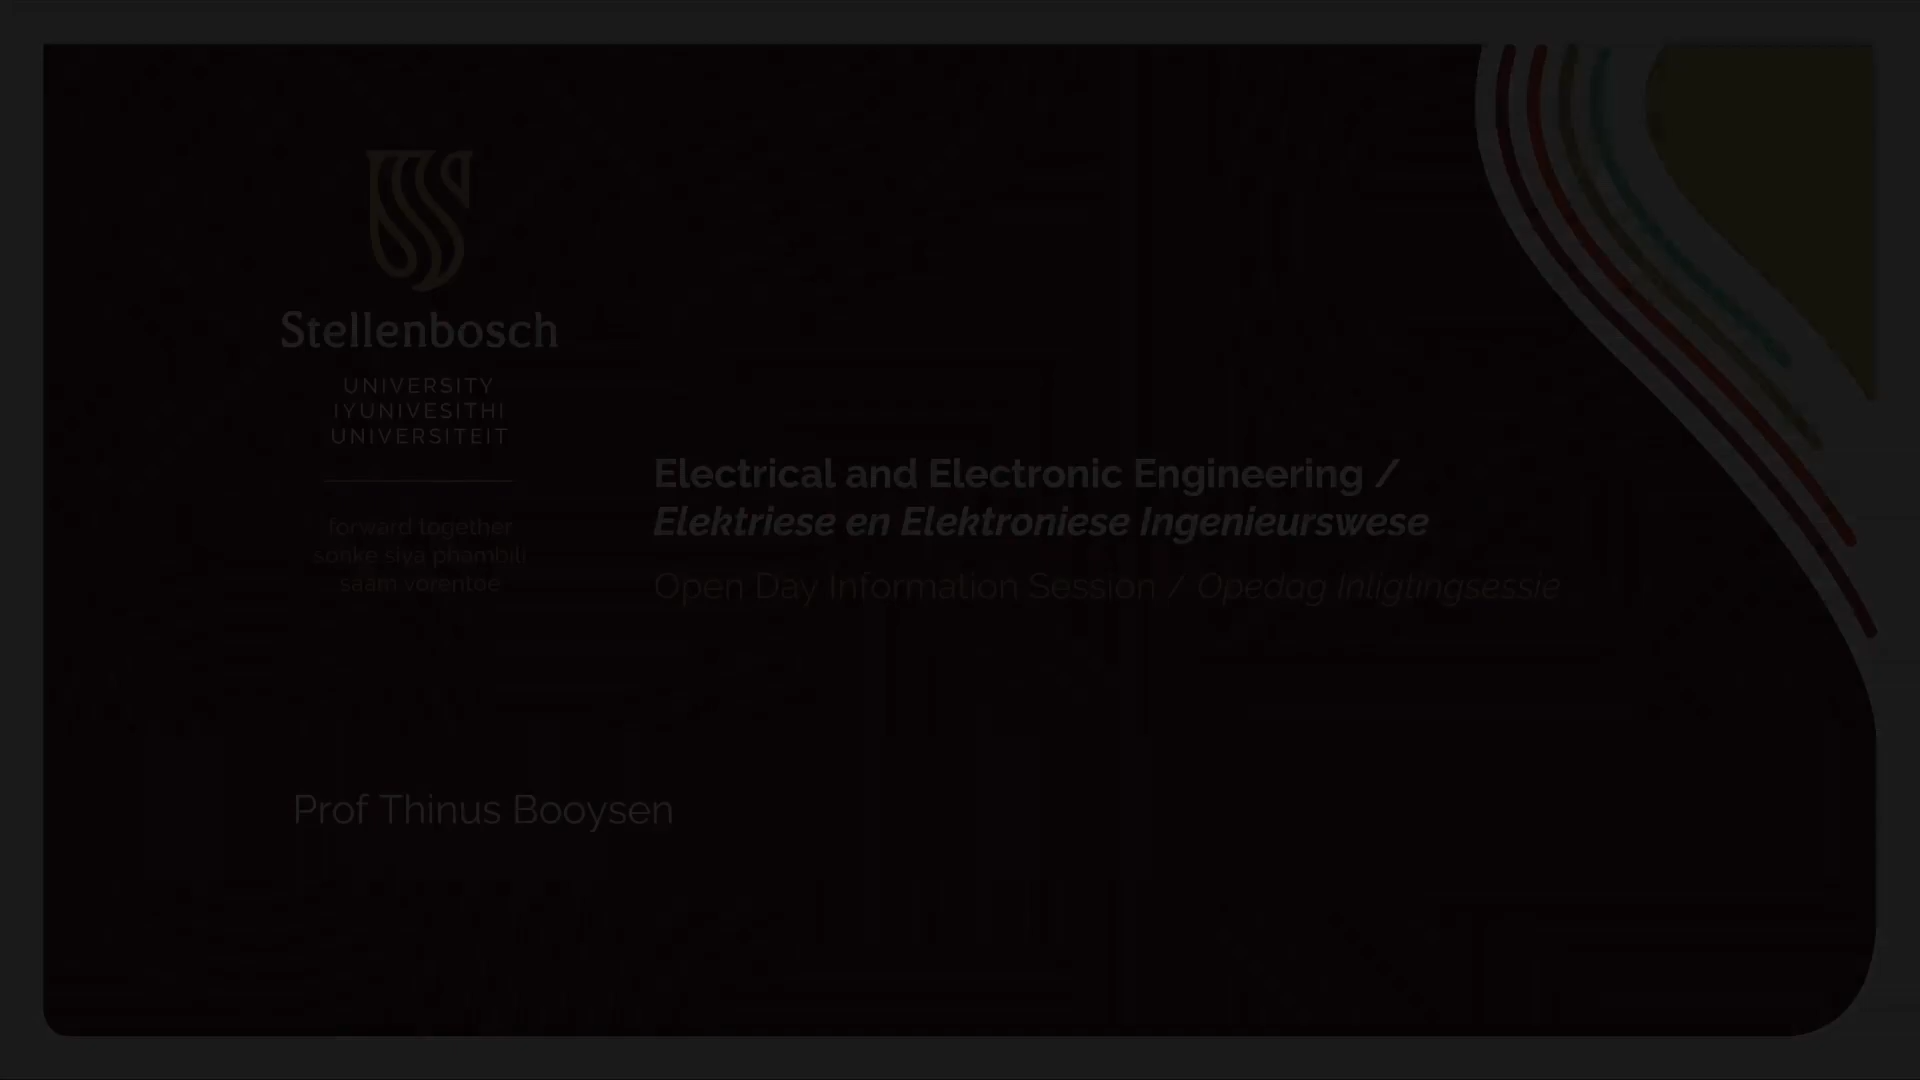 Stellenbosch
UNIVERSITY
IYUNIVESITHI
UNIVERSITEIT
forward together
sonke siya phambili
saam vorentoe
Electrical and Electronic Engineering /
Elektriese en Elektroniese Ingenieurswese
Open Day Information Session / Opedag Inligtingsessie
Prof Thinus Booysen